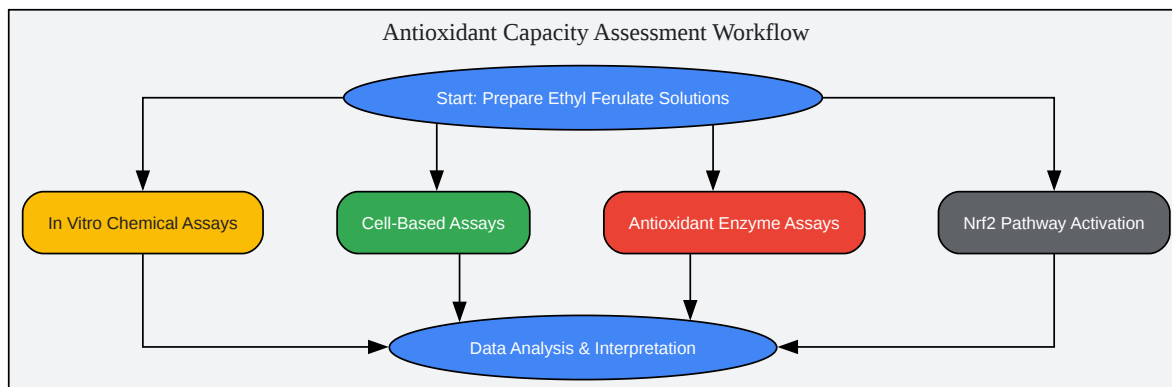 Antioxidant Capacity Assessment Workflow
Start: Prepare Ethyl Ferulate Solutions
In Vitro Chemical Assays
Cell-Based Assays
Antioxidant Enzyme Assays
Nrf2 Pathway Activation
Data Analysis & Interpretation